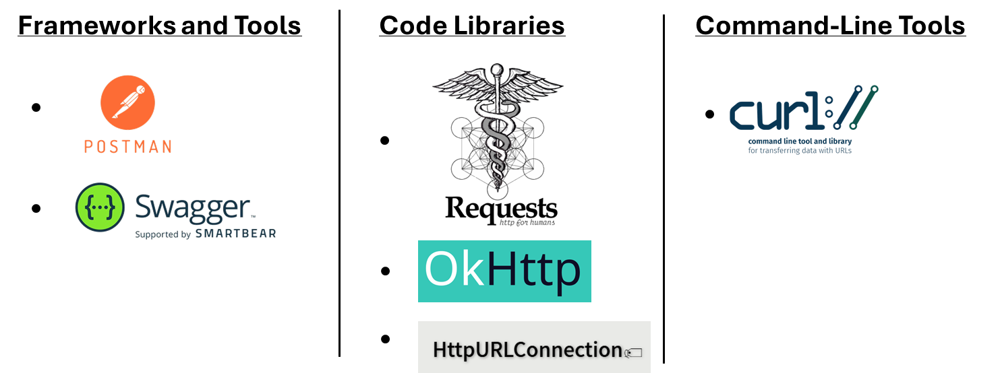 Frameworks and Tools
POSTMAN
{···}
Swagger™
Supported by SMARTBEAR
Code Libraries
Requests
http for humans
OkHttp
HttpURLConnection
Command-Line Tools
curl://
command line tool and library
for transferring data with URLs